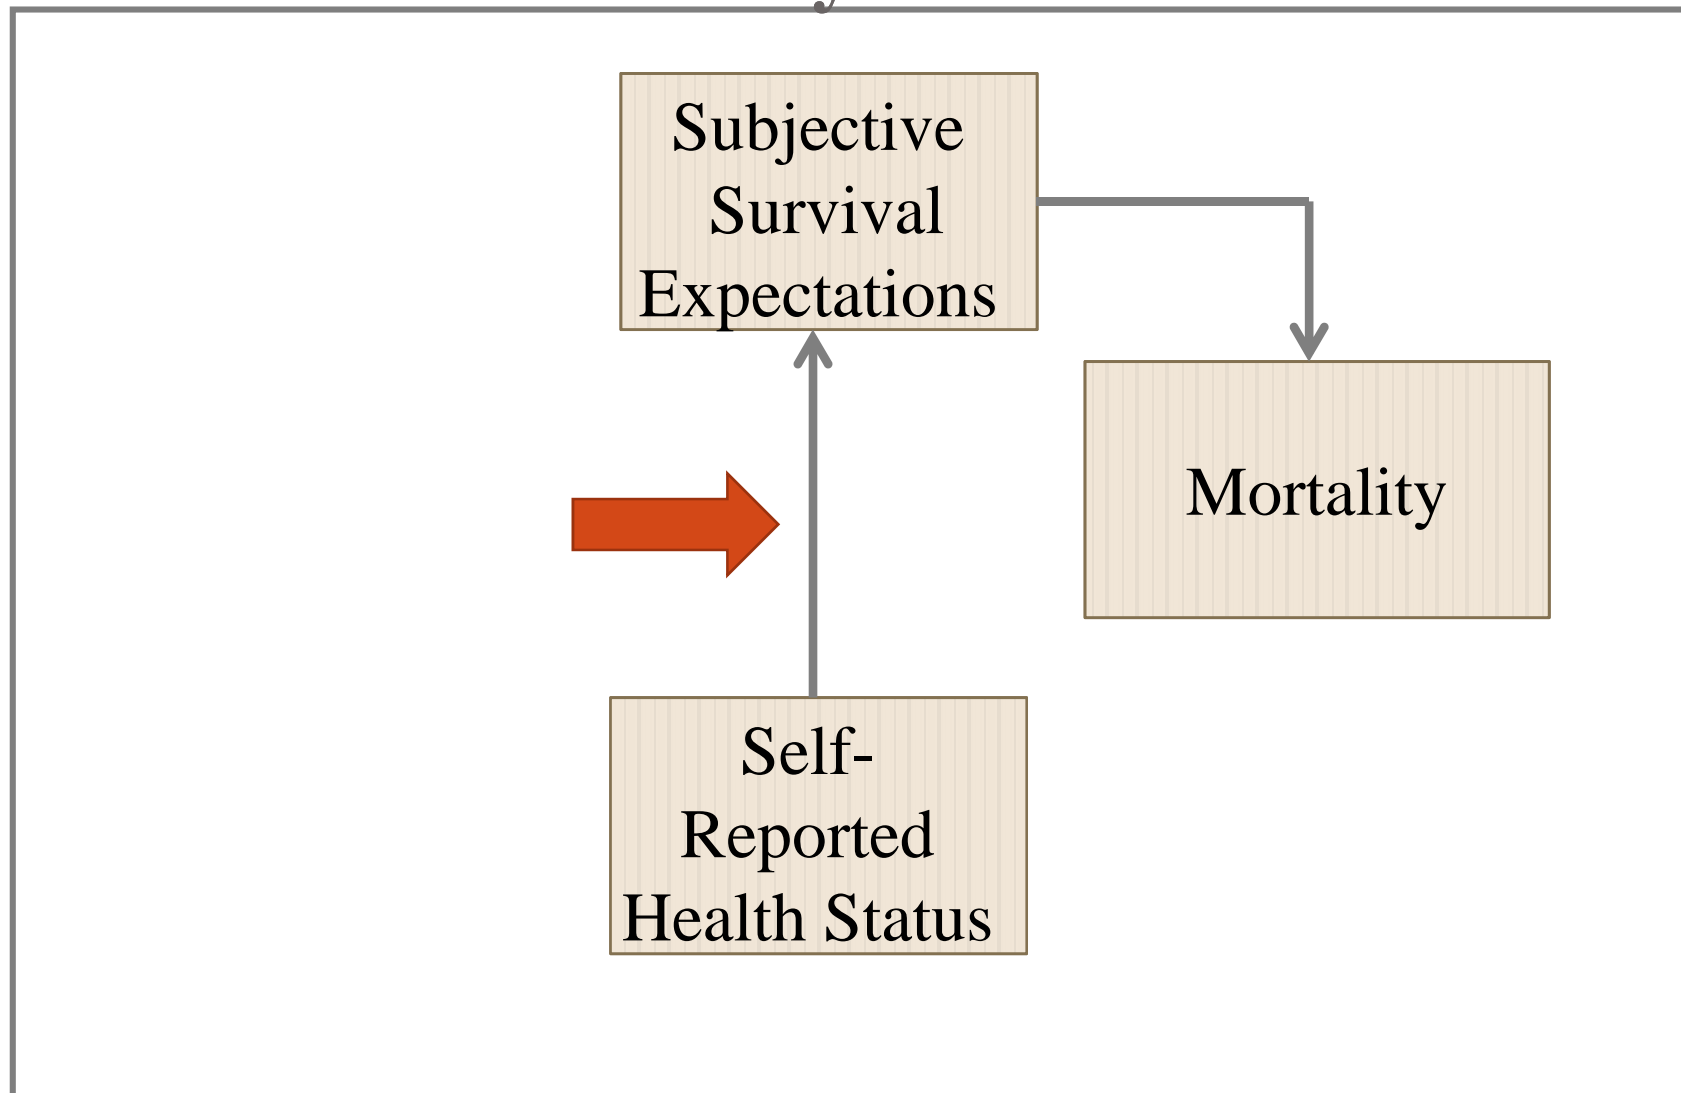 Subjective
Survival
Expectations
Mortality
Self-
Reported
Health Status